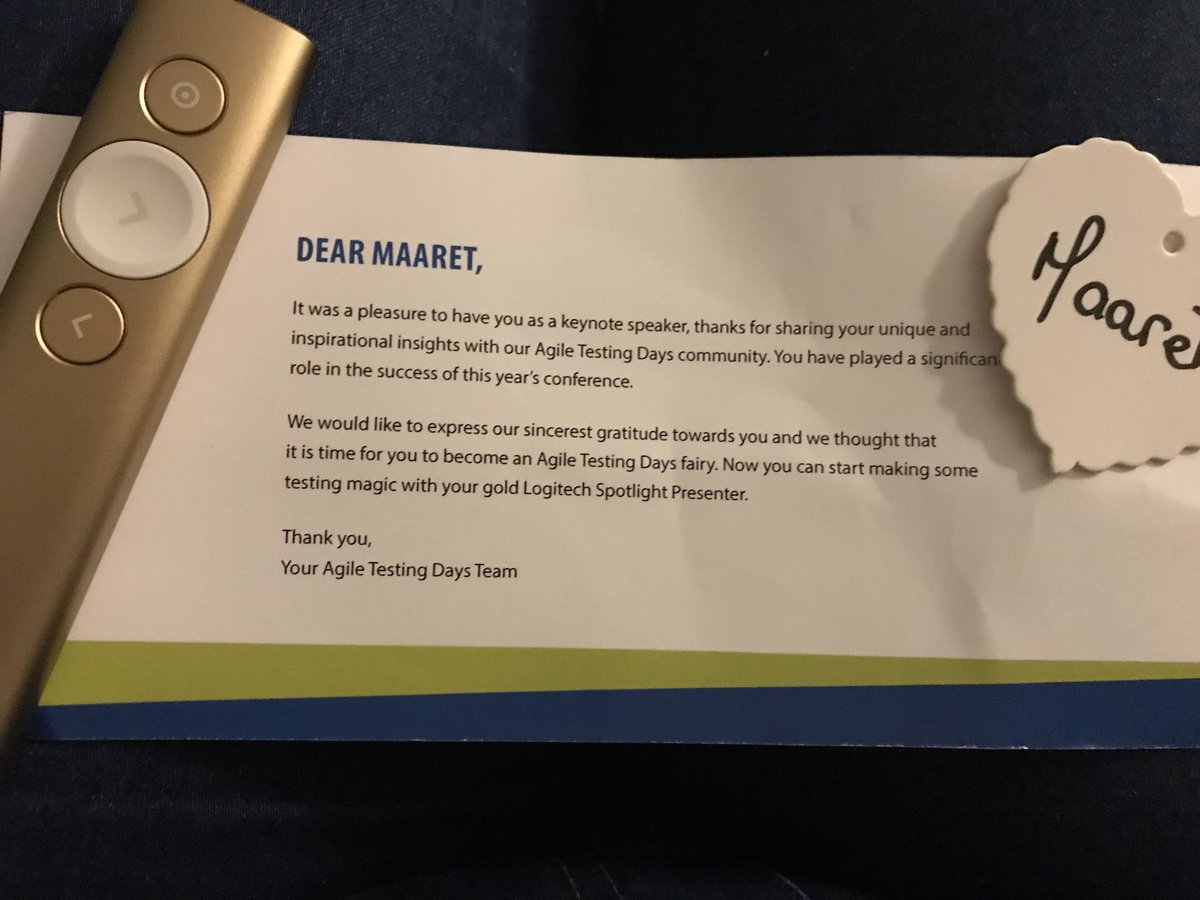 DEAR MAARET,
It was a pleasure to have you as a keynote speaker, thanks for sharing your unique and
inspirational insights with our Agile Testing Days community. You have played a significan
role in the success of this year's conference.
We would like to express our sincerest gratitude towards you and we thought that
it is time for you to become an Agile Testing Days fairy. Now you can start making some
testing magic with your gold Logitech Spotlight Presenter.
Thank you,
Your Agile Testing Days Team
Maaret